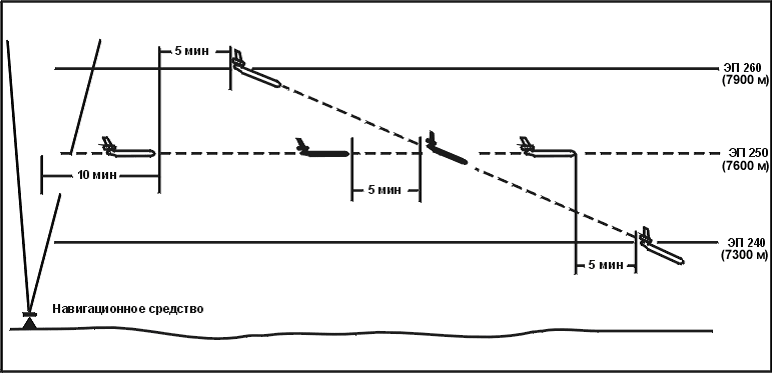 5 мин
ЭП 260
(7900 м)
ЭП 250
(7600 м)
10 мин
5 мин
ЭП 240
(7300 м)
5 мин
Навигационное средство